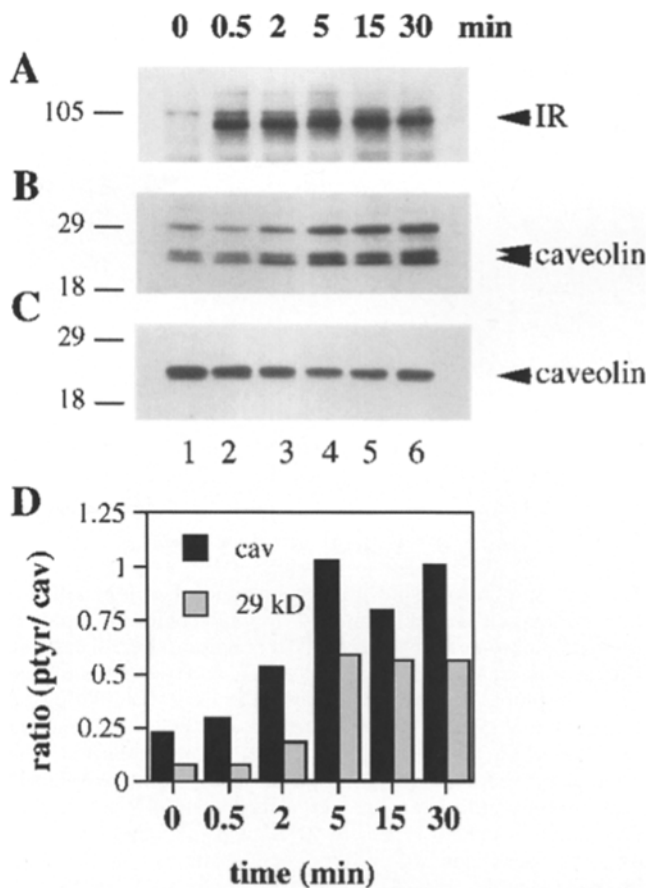 0 0.5 2 5 15 30 min
A
105
IR
B
29
caveolin
18
C
29
caveolin
18
1 2 3 4 5 6
D
1.25
cav
1
29 kD
0.75
0.5
0.25
0
ratio (ptyr/ cav)
0 0.5 2 5 15 30
time (min)